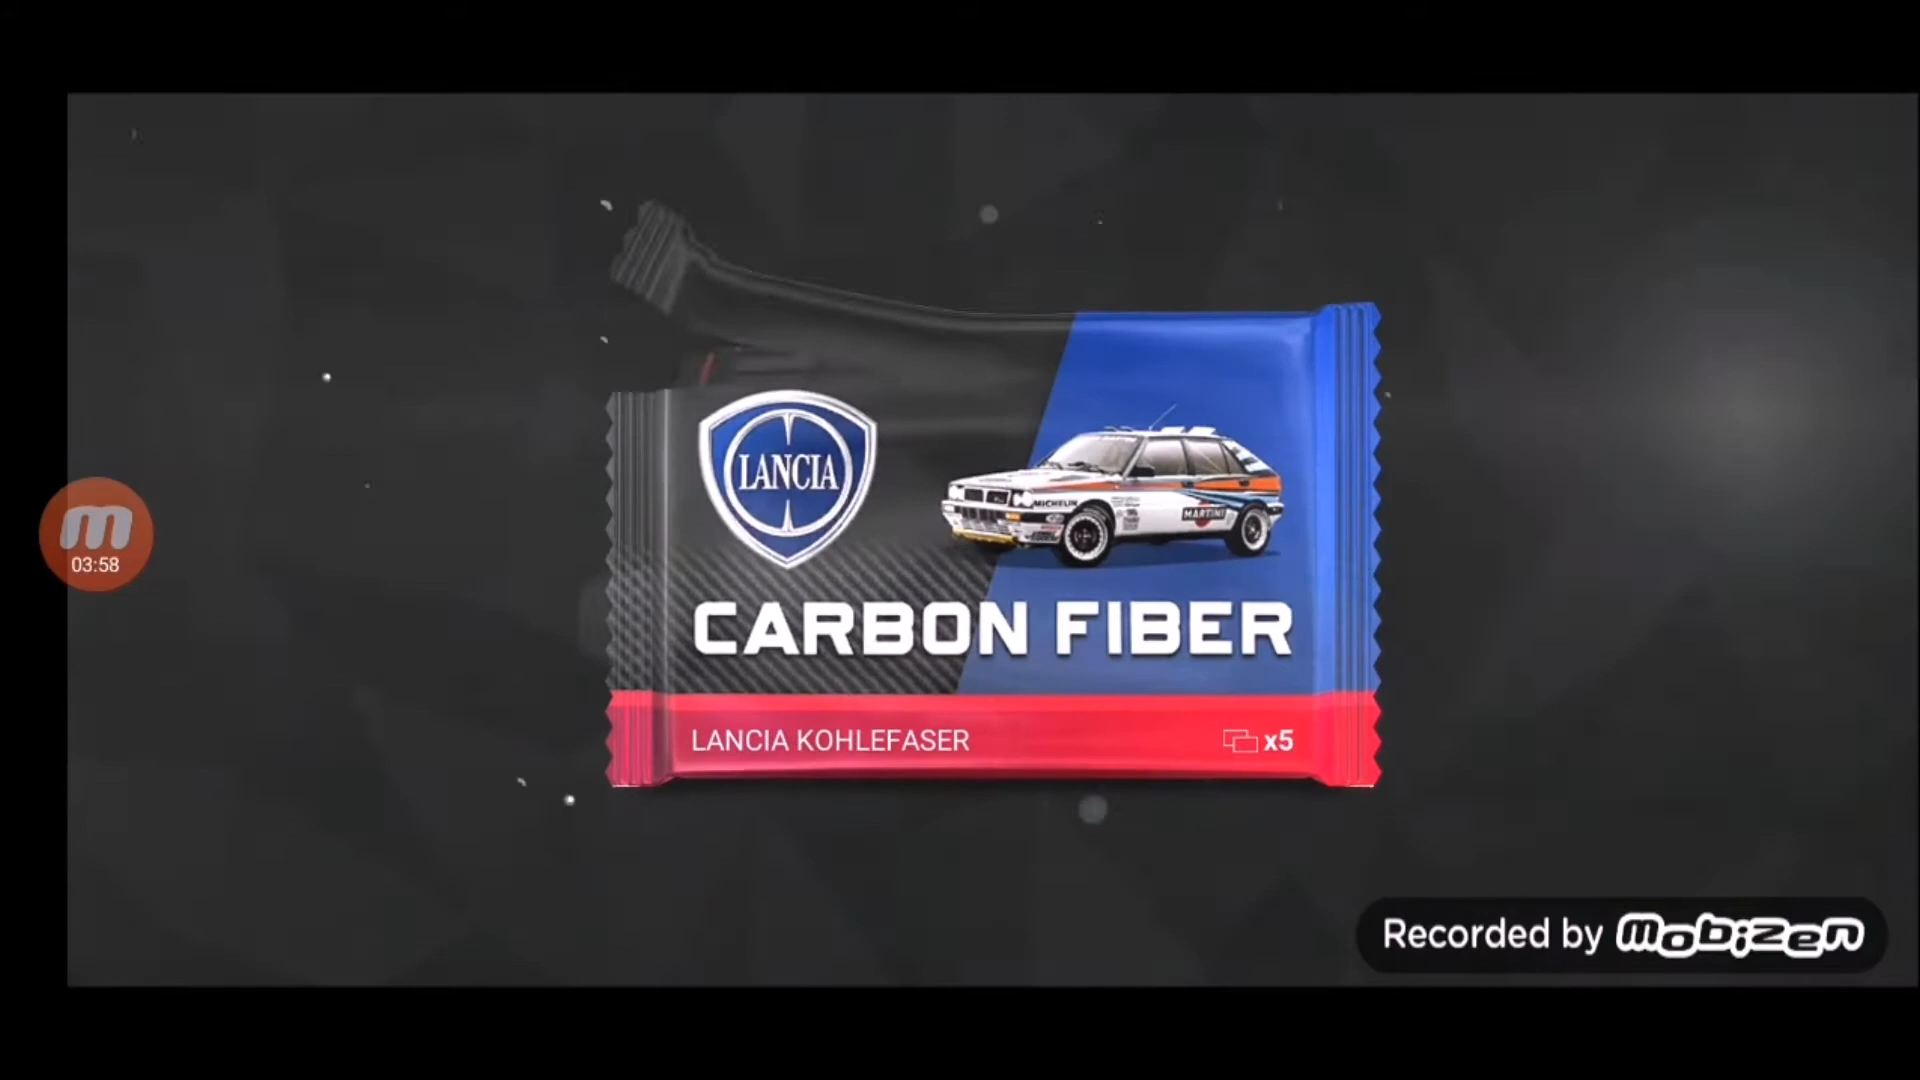 LANCIA
MICHELIN
MARTINI
CARBON FIBER
LANCIA KOHLEFASER
x5
03:58
Recorded by mobizen